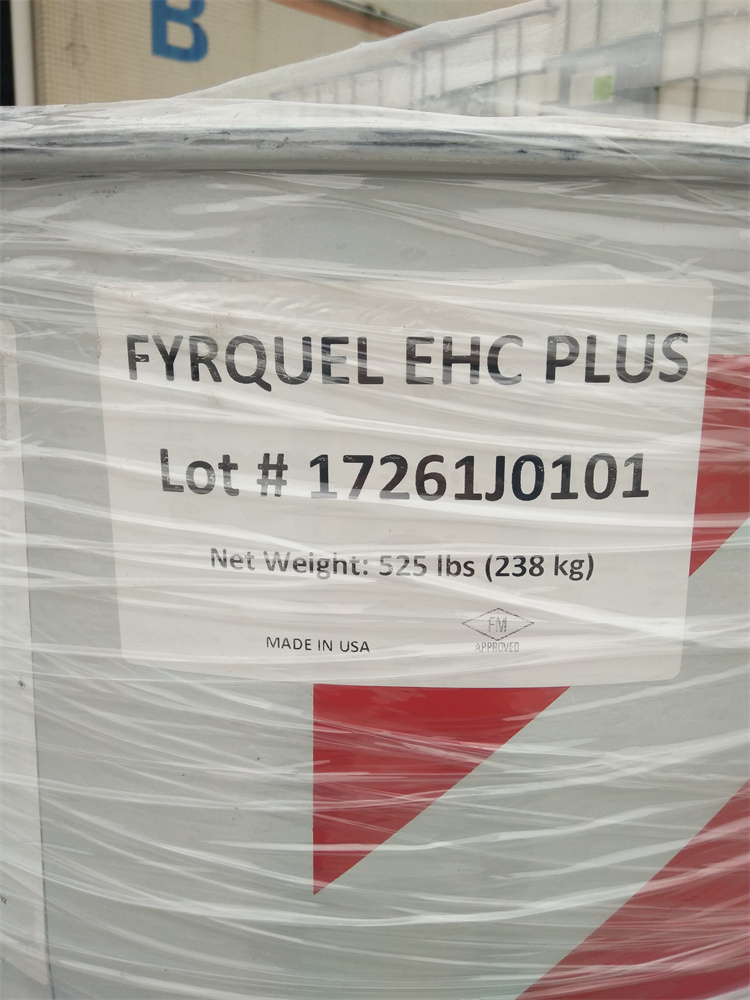 B
FYRQUEL EHC PLUS
Lot # 17261J0101
Net Weight: 525 lbs (238 kg)
MADE IN USA
FM
APPROVED